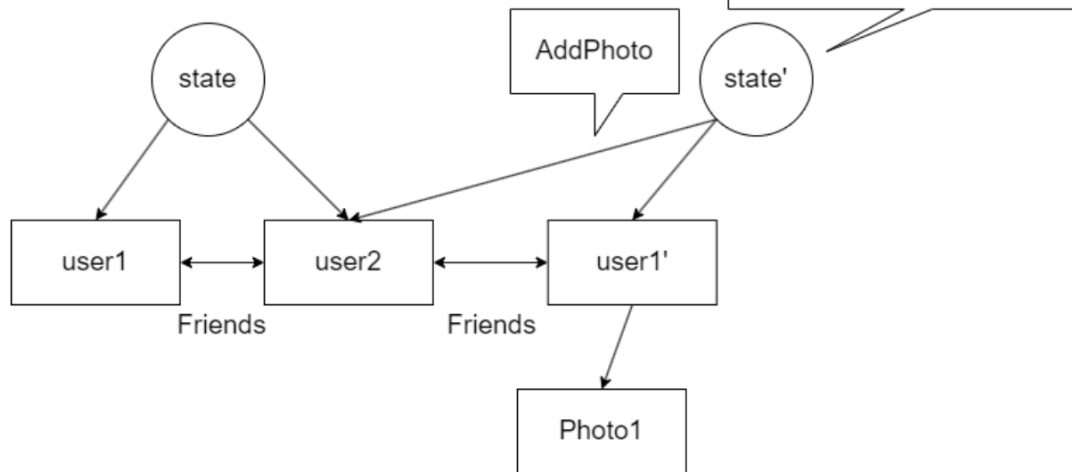 AddPhoto
state
state'
user1
user2
user1'
Friends
Friends
Photo1